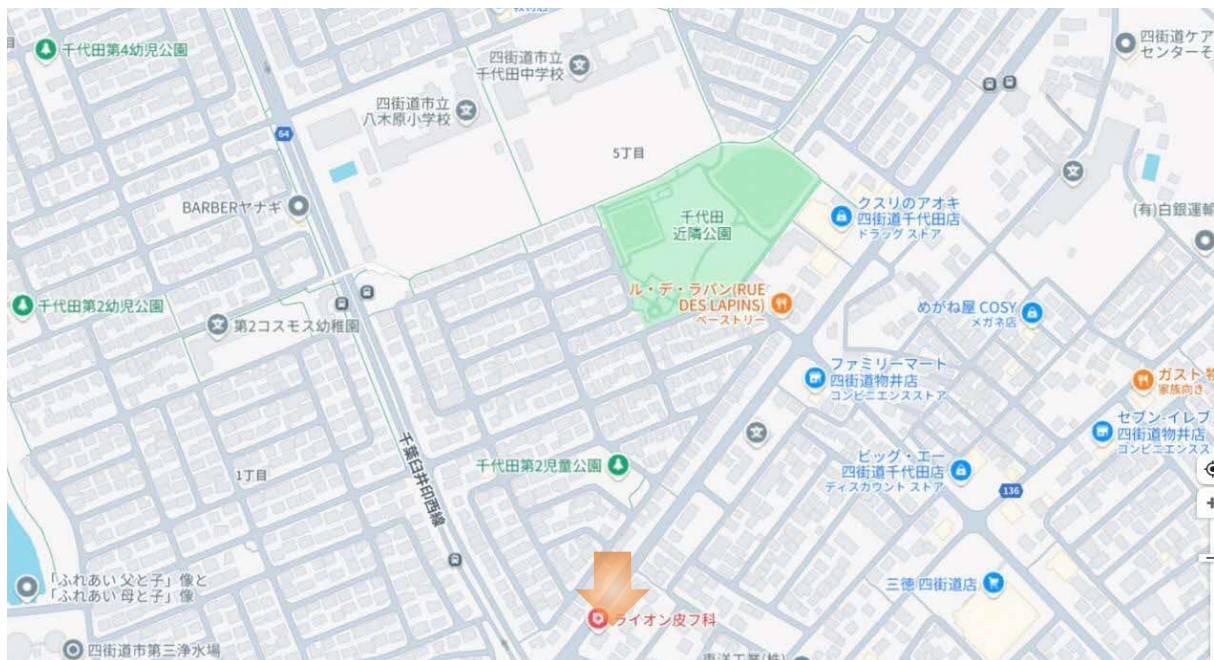 千代田第4幼児公園
四街道市立
千代田中学校
四街道ケア
センターそ
四街道市立
八木原小学校
64
5丁目
BARBERヤナギ
クスリのアオキ
四街道千代田店
ドラッグ ストア
千代田
近隣公園
(有)白銀運輸
千代田第2幼児公園
第2コスモス幼稚園
ル・デ・ラパン(RUE
DES LAPINS)
ペーストリー
めがね屋 COSY
メガネ店
ファミリーマート
四街道物井店
コンビニエンスストア
ガスト 物
家族向き
セブン-イレブ
四街道物井店
コンビニエンスス
千葉臼井印西線
千代田第2児童公園
ビッグ・エー
四街道千代田店
ディスカウント ストア
1丁目
136
「ふれあい 父と子」像と
「ふれあい 母と子」像
三徳 四街道店
ライオン皮フ科
四街道市第三浄水場
東洋工業(株)